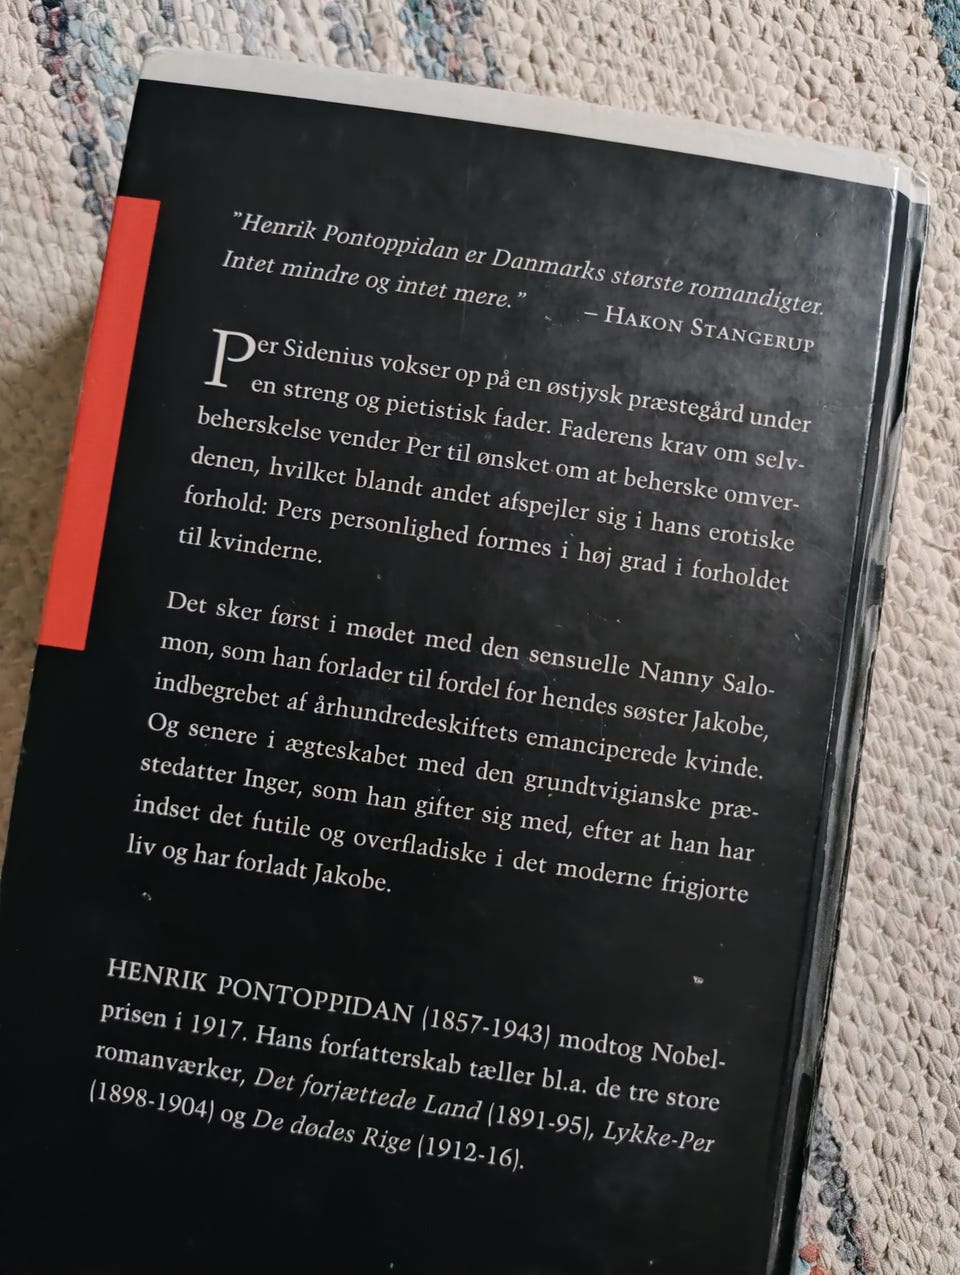 ”Henrik Pontoppidan er Danmarks største romandigter.
Intet mindre og intet mere.”
– HAKON STANGERUP
Per Sidenius vokser op på en østjysk præstegård under
en streng og pietistisk fader. Faderens krav om selv-
beherskelse vender Per til ønsket om at beherske omver-
denen, hvilket blandt andet afspejler sig i hans erotiske
forhold: Pers personlighed formes i høj grad i forholdet
til kvinderne.
Det sker først i mødet med den sensuelle Nanny Salo-
mon, som han forlader til fordel for hendes søster Jakobe,
indbegrebet af århundredeskiftets emanciperede kvinde.
Og senere i ægteskabet med den grundtvigianske præ-
stedatter Inger, som han gifter sig med, efter at han har
indset det futile og overfladiske i det moderne frigjorte
liv og har forladt Jakobe.
HENRIK PONTOPPIDAN (1857-1943) modtog Nobel-
prisen i 1917. Hans forfatterskab tæller bl.a. de tre store
romanværker, Det forjættede Land (1891-95), Lykke-Per
(1898-1904) og De dødes Rige (1912-16).